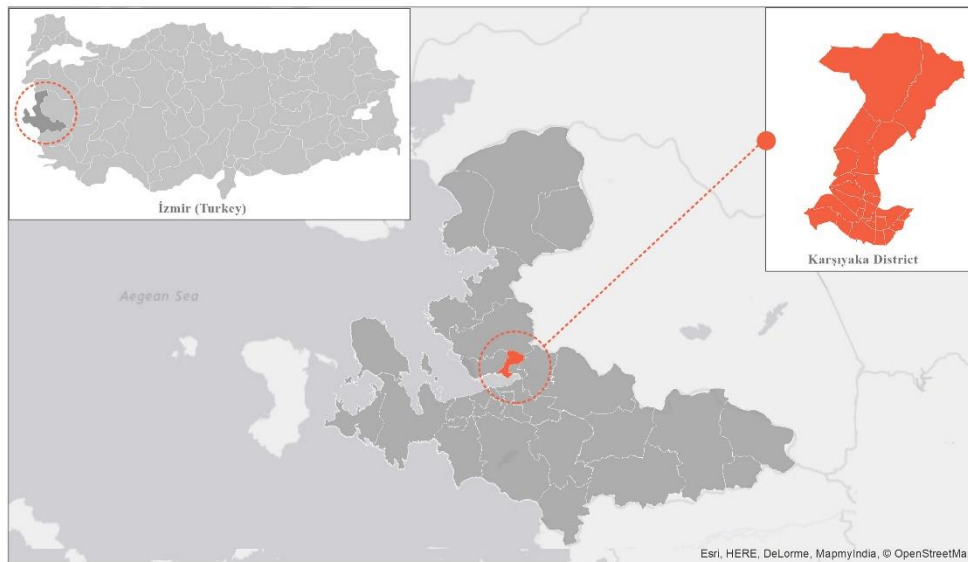 İzmir (Turkey)
Karşıyaka District
Aegean Sea
Esri, HERE, DeLorme, MapmyIndia, © OpenStreetMa